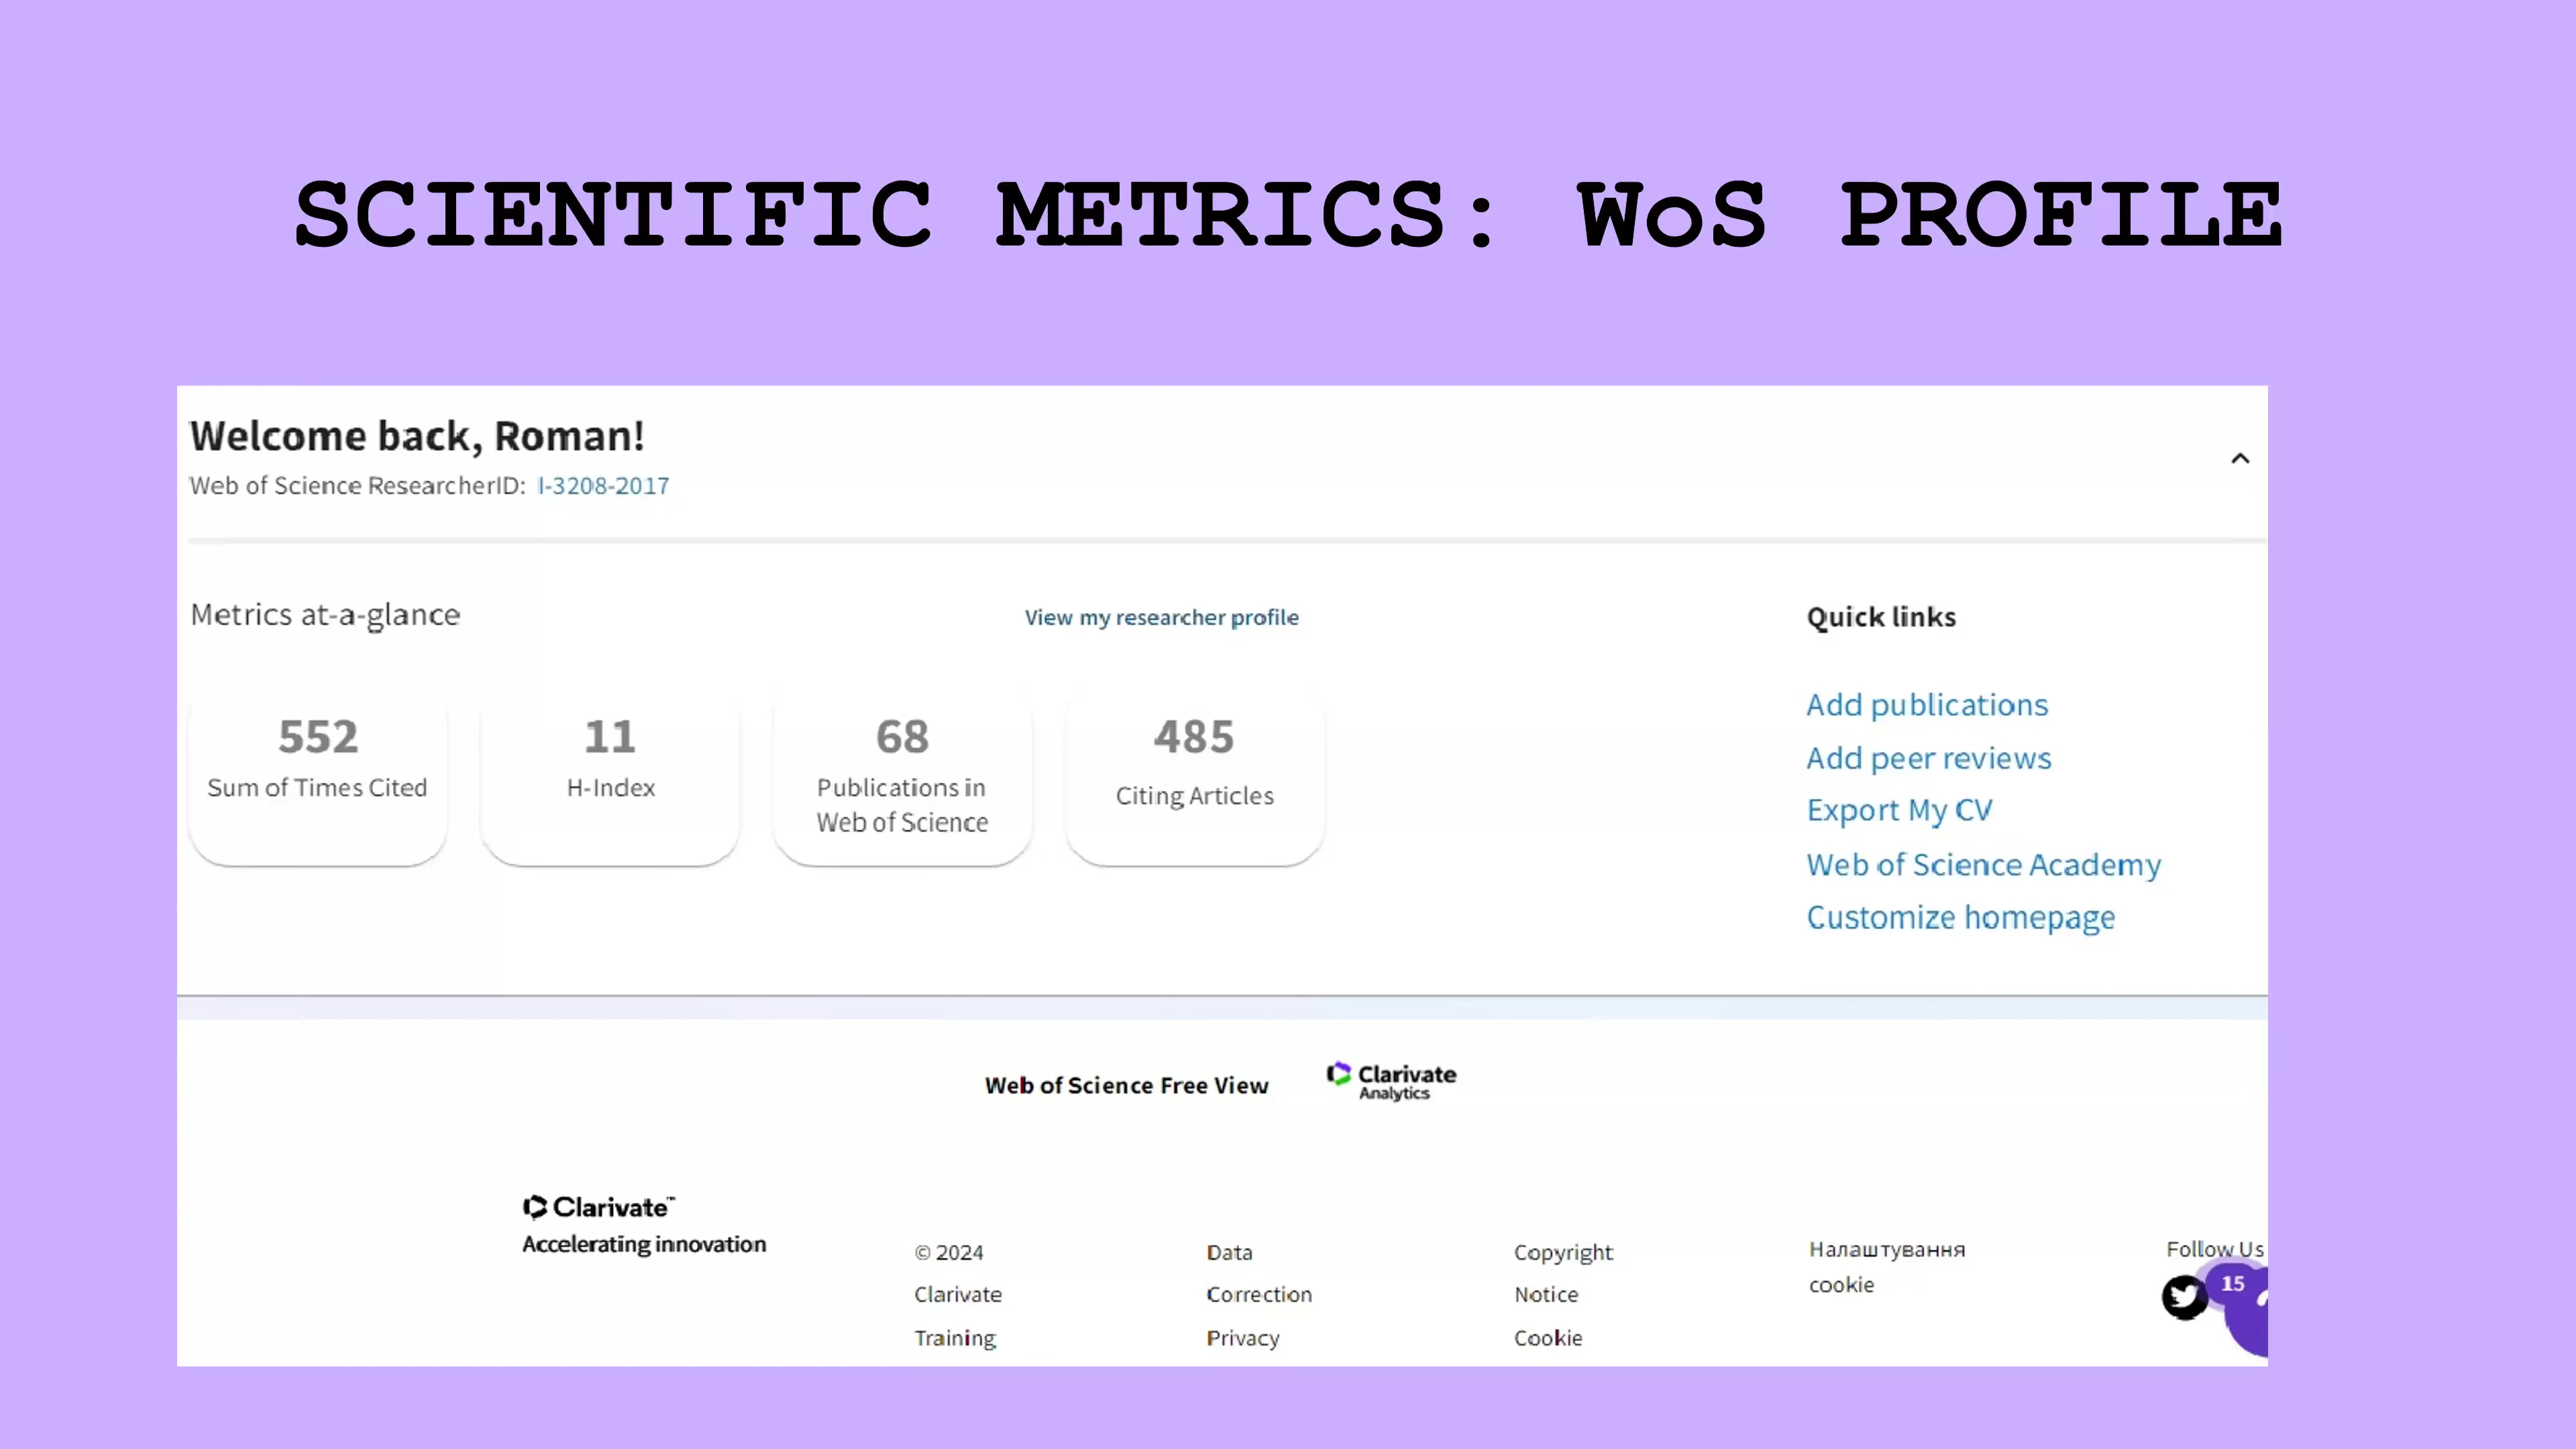 SCIENTIFIC METRICS: WoS PROFILE
Welcome back, Roman!
Web of Science ResearcherID: I-3208-2017
Metrics at-a-glance
View my researcher profile
552
Sum of Times Cited
11
H-Index
68
Publications in
Web of Science
485
Citing Articles
Quick links
Add publications
Add peer reviews
Export My CV
Web of Science Academy
Customize homepage
Web of Science Free View
Clarivate
Analytics
Clarivate™
Accelerating innovation
© 2024
Clarivate
Training
Data
Correction
Privacy
Copyright
Notice
Cookie
Налаштування
cookie
Follow Us
15